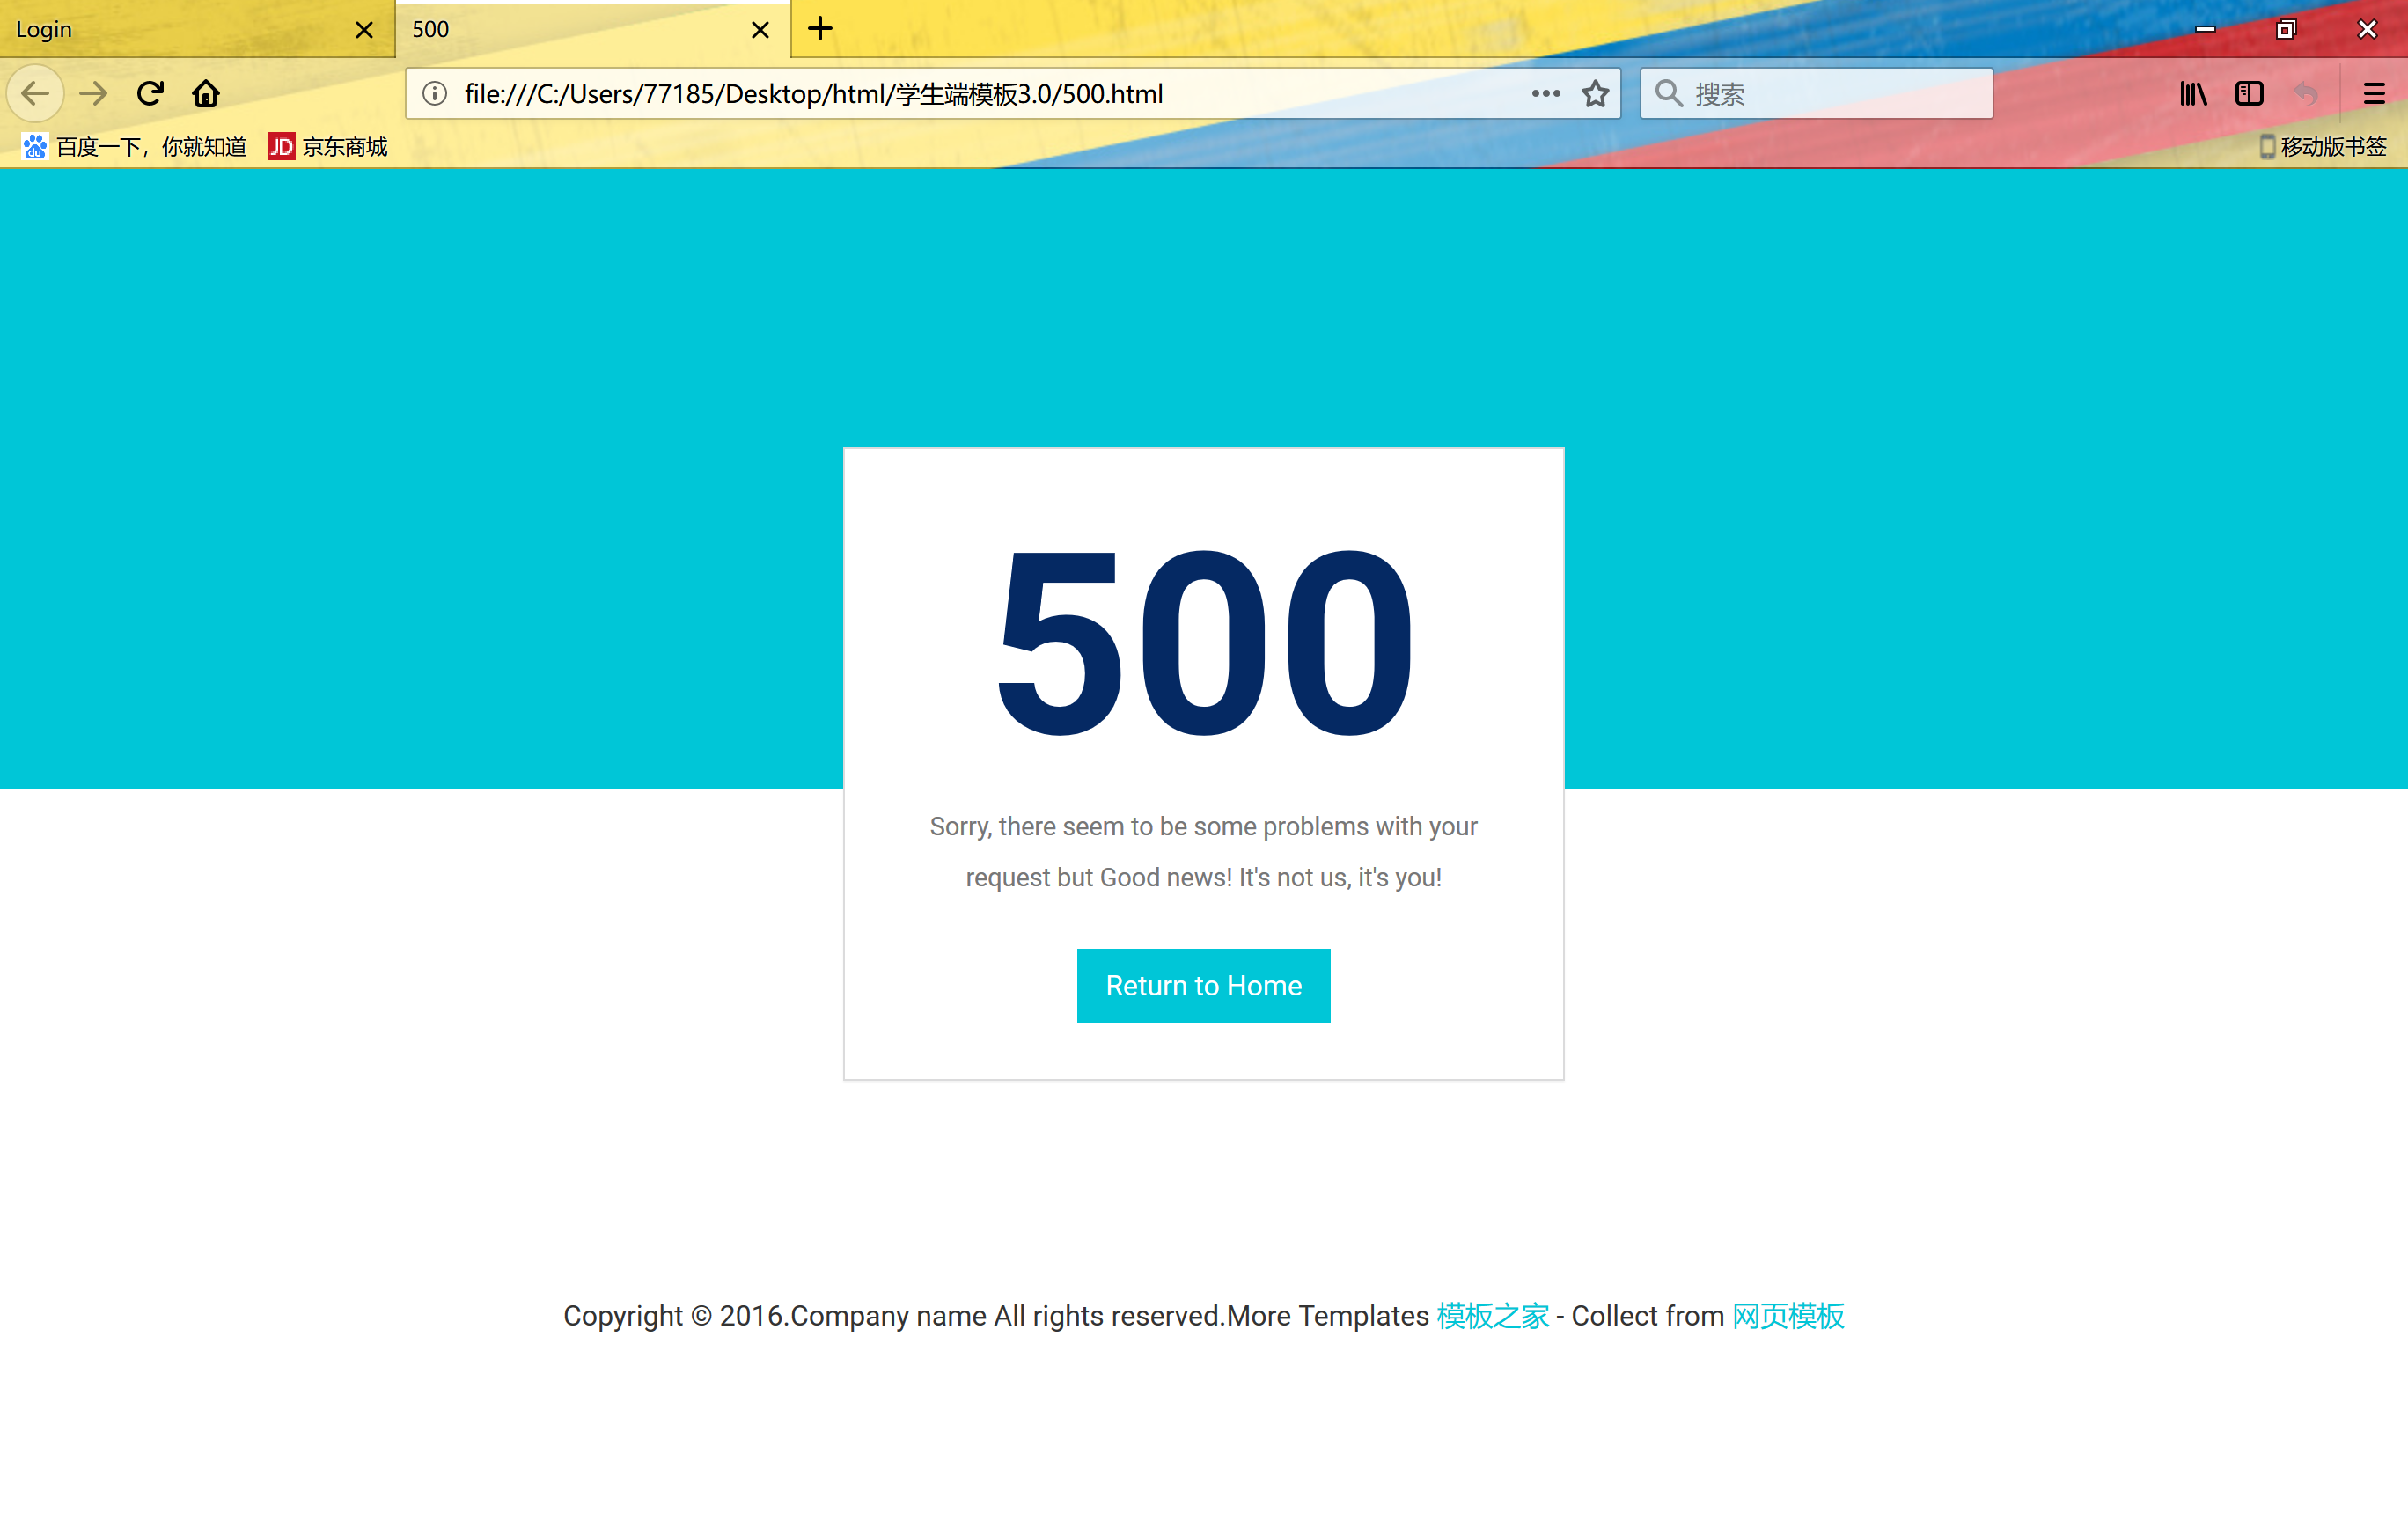 Login
500
file:///C:/Users/77185/Desktop/html/学生端模板3.0/500.html
搜索
百度一下，你就知道
JD 京东商城
移动版书签
500
Sorry, there seem to be some problems with your
request but Good news! It's not us, it's you!
Return to Home
Copyright © 2016.Company name All rights reserved.More Templates 模板之家 - Collect from 网页模板